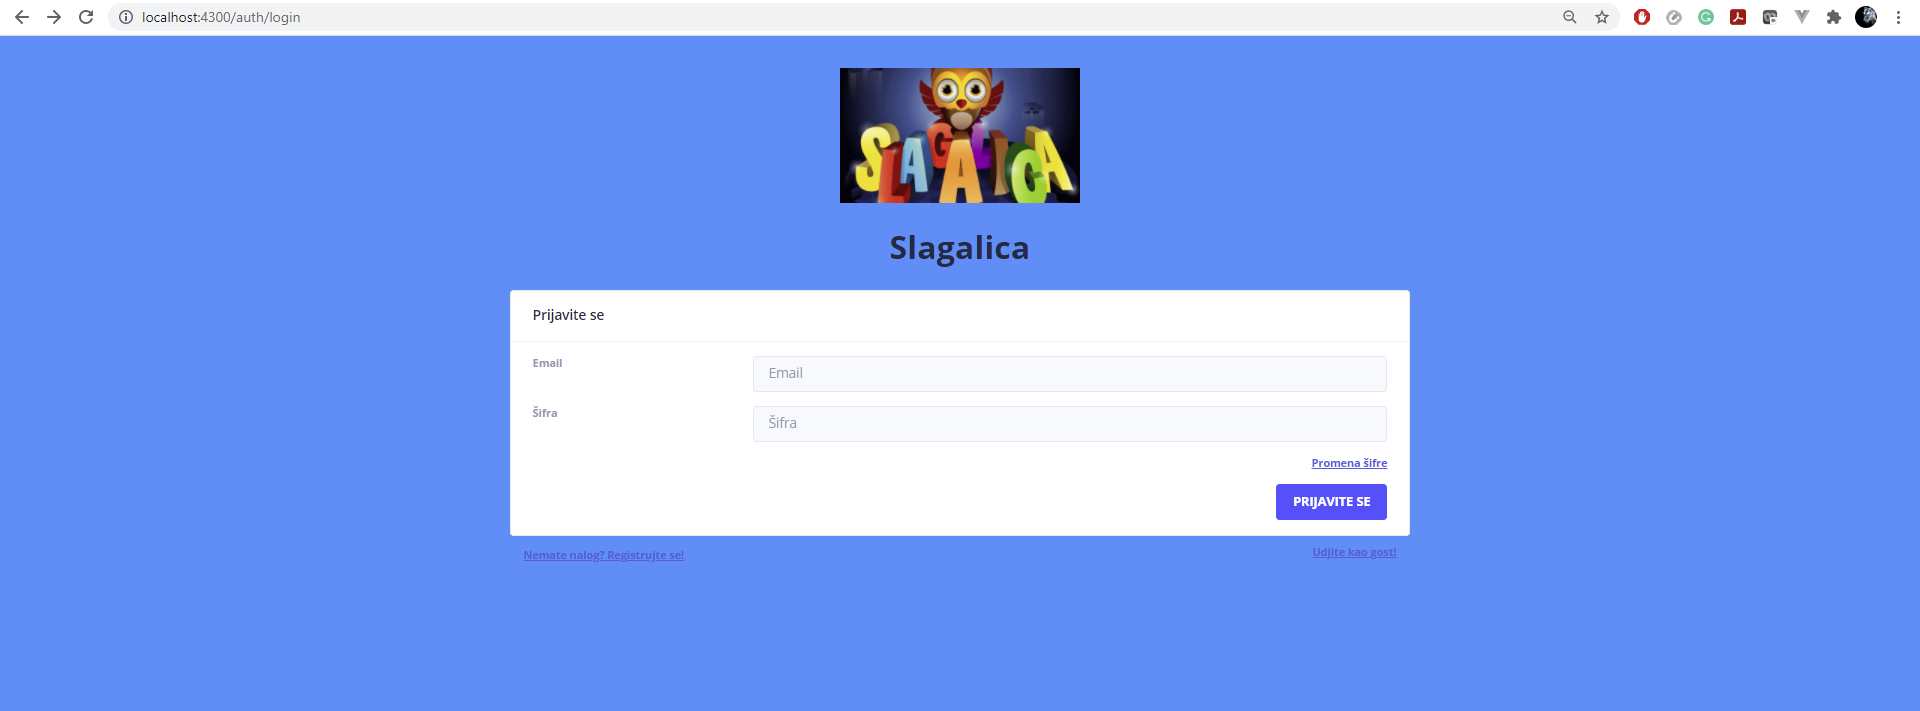 localhost:4300/auth/login
SLAGALICA
Slagalica
Prijavite se
Email
Email
Šifra
Šifra
Promena šifre
PRIJAVITE SE
Nemate nalog? Registrujte se!
Udjite kao gost!